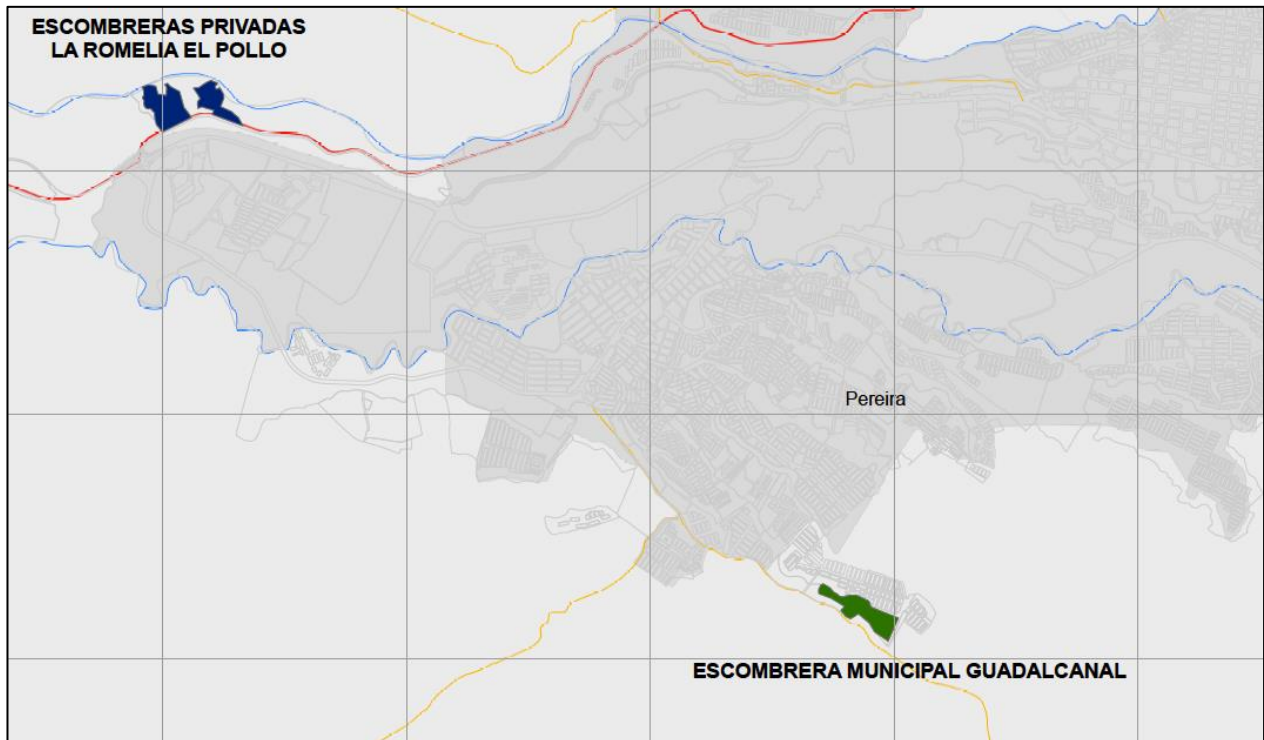 ESCOMBRERAS PRIVADAS
LA ROMELIA EL POLLO
Pereira
ESCOMBRERA MUNICIPAL GUADALCANAL